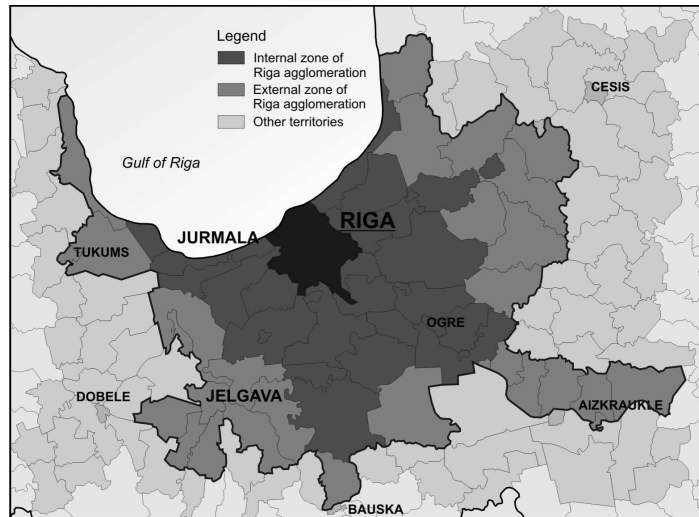 Legend
Internal zone of
Riga agglomeration
External zone of
Riga agglomeration
Other territories
CESIS
Gulf of Riga
RIGA
JURMALA
TUKUMS
OGRE
DOBELE
JELGAVA
AIZKRAUKLE
BAUSKA